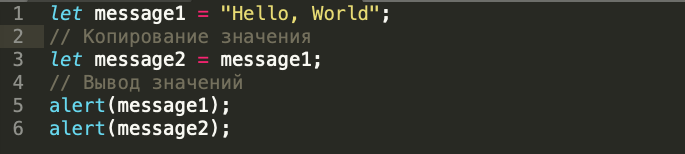 1 let message1 = "Hello, World";
2 // Копирование значения
3 let message2 = message1;
4 // Вывод значений
5 alert(message1);
6 alert(message2);